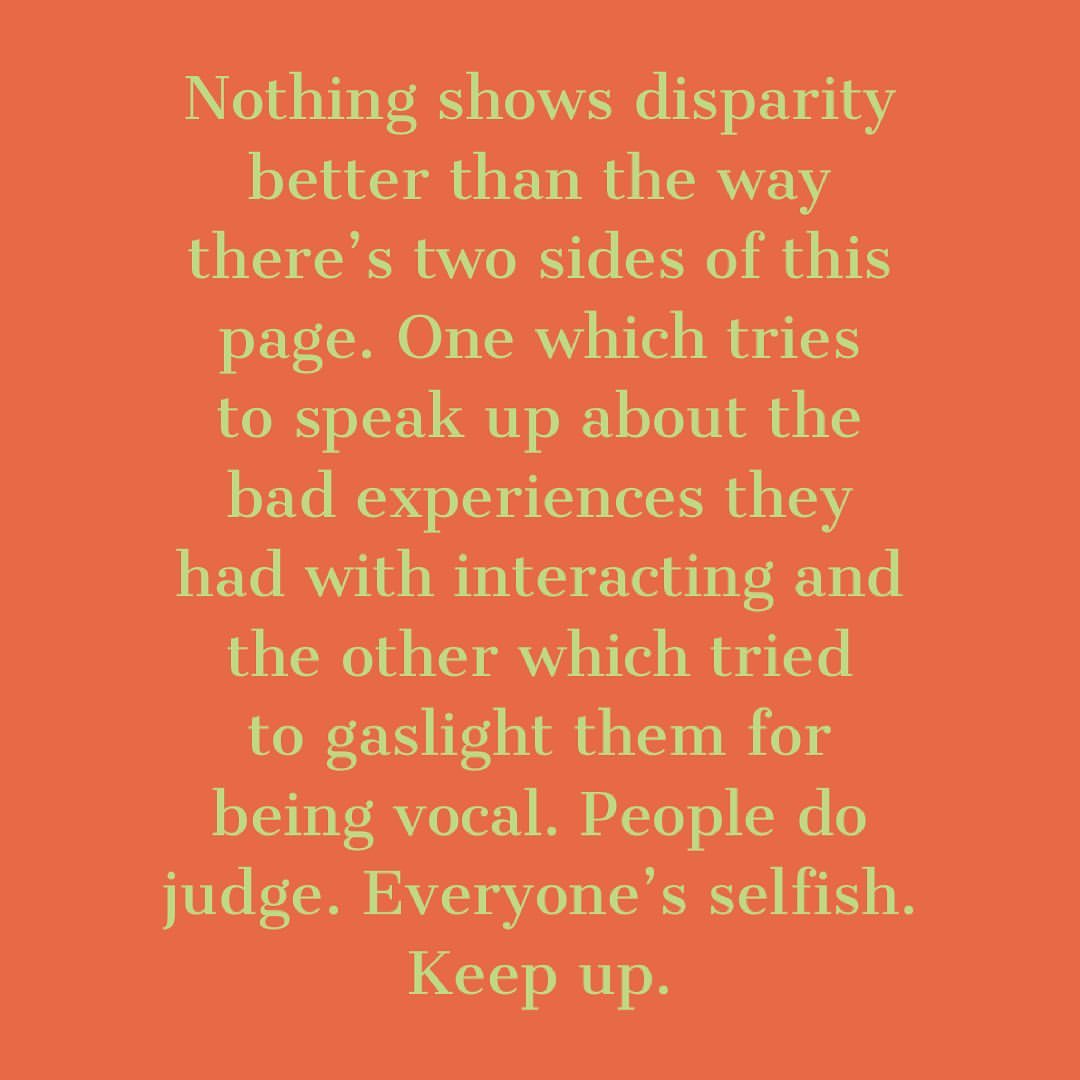 Nothing shows disparity
better than the way
there’s two sides of this
page. One which tries
to speak up about the
bad experiences they
had with interacting and
the other which tried
to gaslight them for
being vocal. People do
judge. Everyone’s selfish.
Keep up.